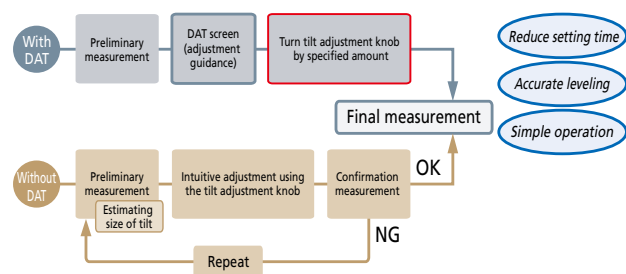 With
DAT
Preliminary
measurement
DAT screen
(adjustment
guidance)
Turn tilt adjustment knob
by specified amount
Reduce setting time
Accurate leveling
Simple operation
Final measurement
Without
DAT
Preliminary
measurement
Estimating
size of tilt
Intuitive adjustment using
the tilt adjustment knob
Confirmation
measurement
OK
NG
Repeat